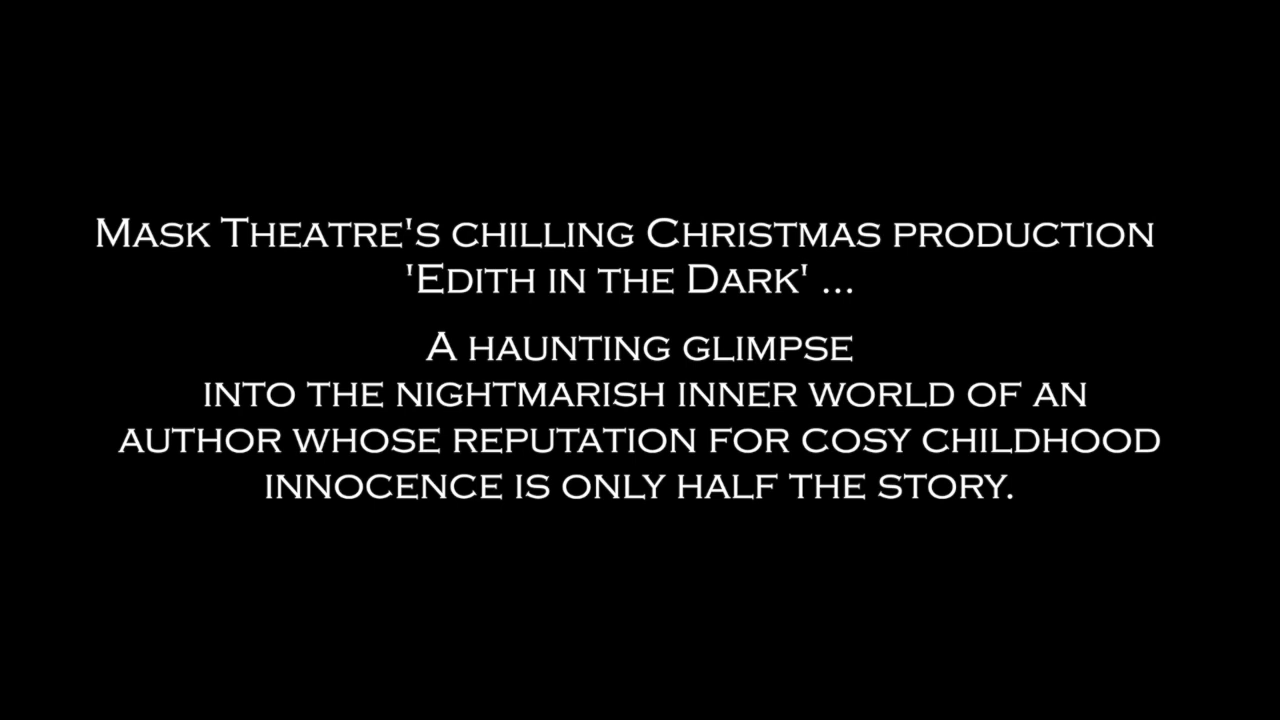 Mask Theatre's chilling Christmas production
'Edith in the Dark' ...
A haunting glimpse
into the nightmarish inner world of an
author whose reputation for cosy childhood
innocence is only half the story.